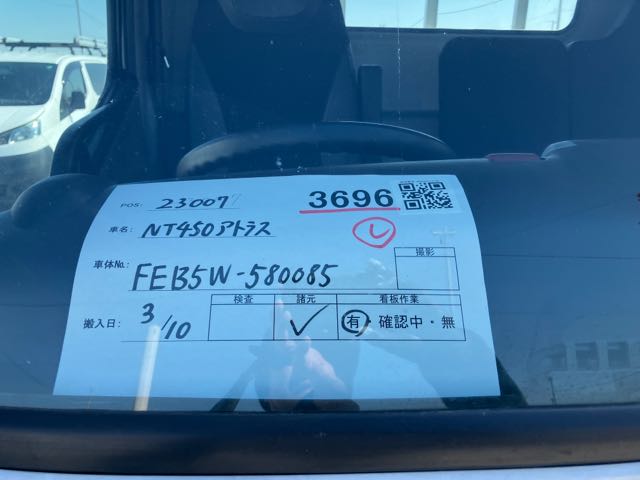 POS: 230077 3696
車名: NT450アトラス レ
車体No.: FEB5W-580085 撮影
検査 諸元 看板作業
搬入日: 3/10 ✓ 有・確認中・無